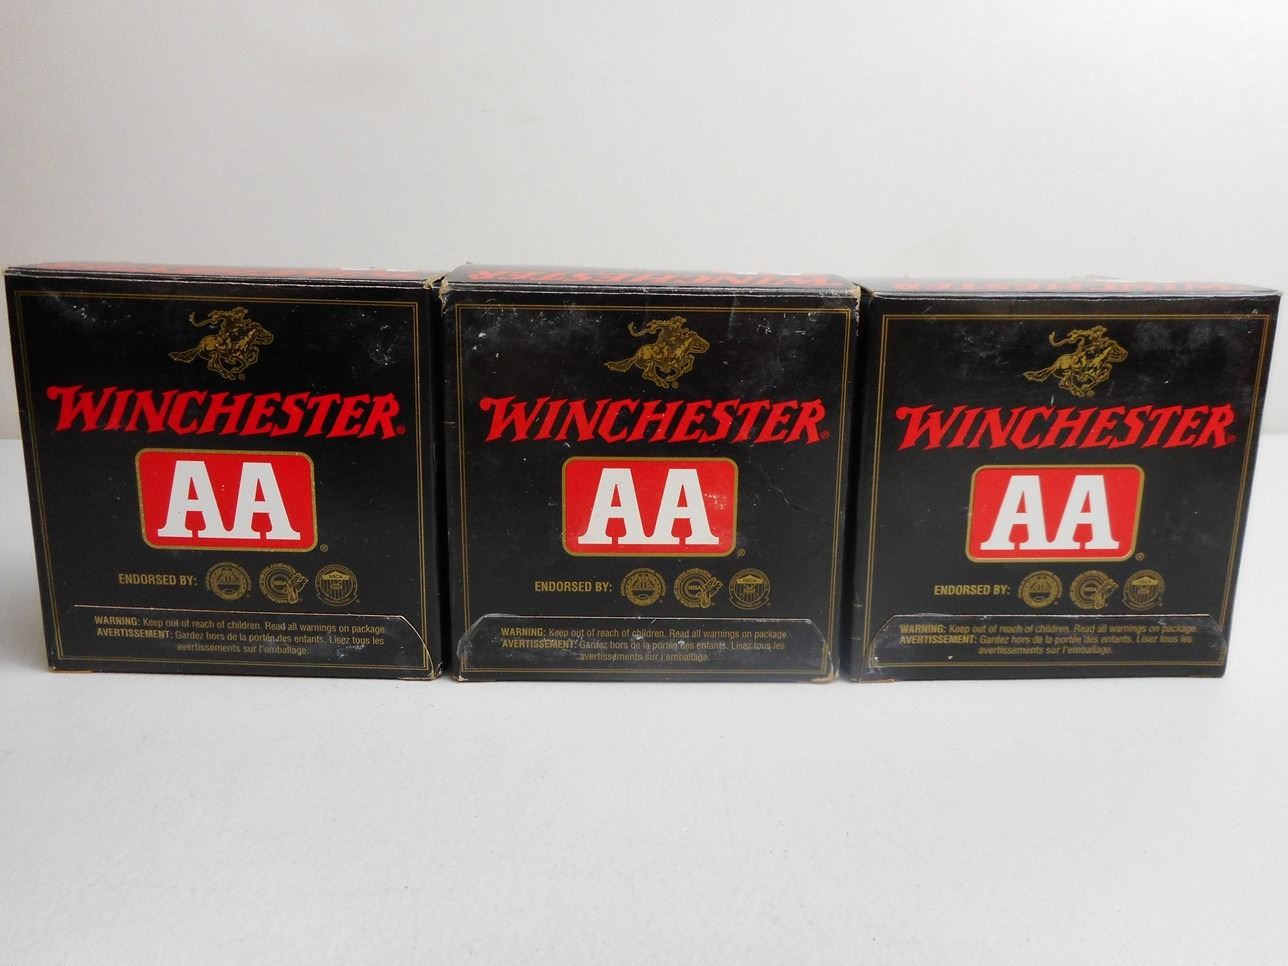 WINCHESTER
WINCHESTER
WINCHESTER
WINCHESTER®
AA®
ENDORSED BY:
WARNING: Keep out of reach of children. Read all warnings on package.
AVERTISSEMENT: Gardez hors de la portée des enfants. Lisez tous les
avertissements sur l'emballage.
WINCHESTER®
AA®
ENDORSED BY:
WARNING: Keep out of reach of children. Read all warnings on package.
AVERTISSEMENT: Gardez hors de la portée des enfants. Lisez tous les
avertissements sur l'emballage.
WINCHESTER®
AA®
ENDORSED BY:
WARNING: Keep out of reach of children. Read all warnings on package.
AVERTISSEMENT: Gardez hors de la portée des enfants. Lisez tous les
avertissements sur l'emballage.